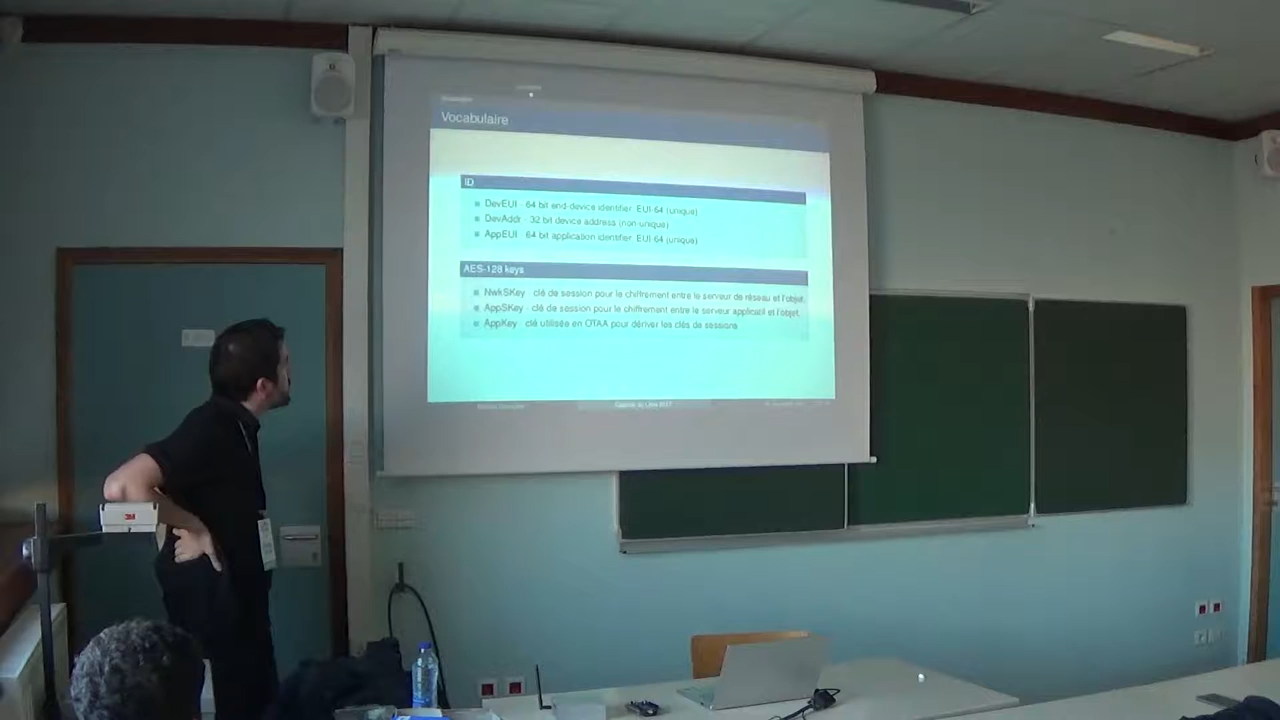 Vocabulaire
ID
DevEUI : 64 bit end-device identifier, EUI-64 (unique)
DevAddr : 32 bit device address (non-unique)
AppEUI : 64 bit application identifier, EUI-64 (unique)
AES-128 keys
NwkSKey : clé de session pour le chiffrement entre le serveur de réseau et l'objet.
AppSKey : clé de session pour le chiffrement entre le serveur applicatif et l'objet.
AppKey : clé utilisée en OTAA pour dériver les clés de sessions
3M